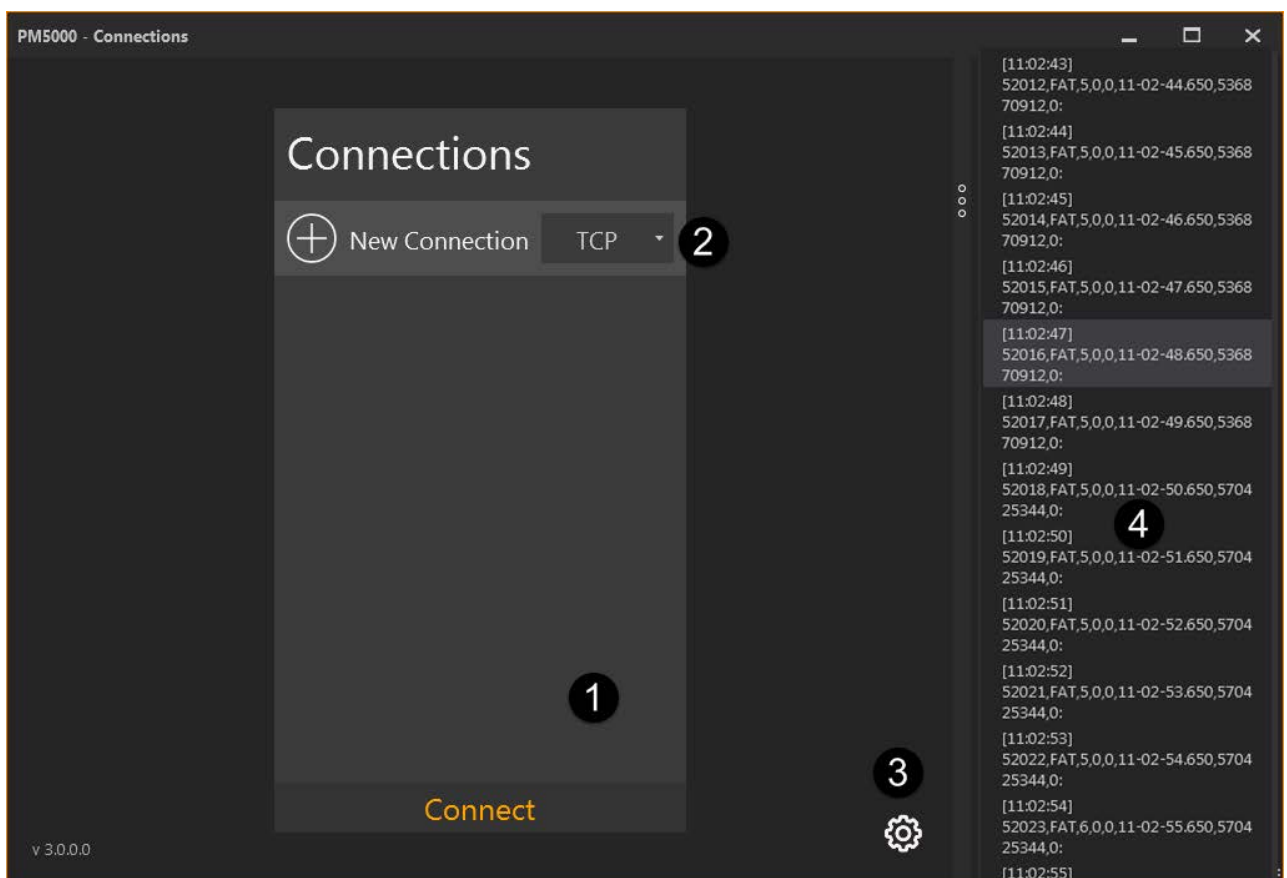 PM5000 - Connections
Connections
New Connection
TCP
2
1
3
Connect
v 3.0.0.0
[11:02:43]
52012,FAT,5,0,0,11-02-44.650,5368
70912,0:
[11:02:44]
52013,FAT,5,0,0,11-02-45.650,5368
70912,0:
[11:02:45]
52014,FAT,5,0,0,11-02-46.650,5368
70912,0:
[11:02:46]
52015,FAT,5,0,0,11-02-47.650,5368
70912,0:
[11:02:47]
52016,FAT,5,0,0,11-02-48.650,5368
70912,0:
[11:02:48]
52017,FAT,5,0,0,11-02-49.650,5368
70912,0:
[11:02:49]
52018,FAT,5,0,0,11-02-50.650,5704
25344,0:
4
[11:02:50]
52019,FAT,5,0,0,11-02-51.650,5704
25344,0:
[11:02:51]
52020,FAT,5,0,0,11-02-52.650,5704
25344,0:
[11:02:52]
52021,FAT,5,0,0,11-02-53.650,5704
25344,0:
[11:02:53]
52022,FAT,5,0,0,11-02-54.650,5704
25344,0:
[11:02:54]
52023,FAT,6,0,0,11-02-55.650,5704
25344,0:
[11:02:55]